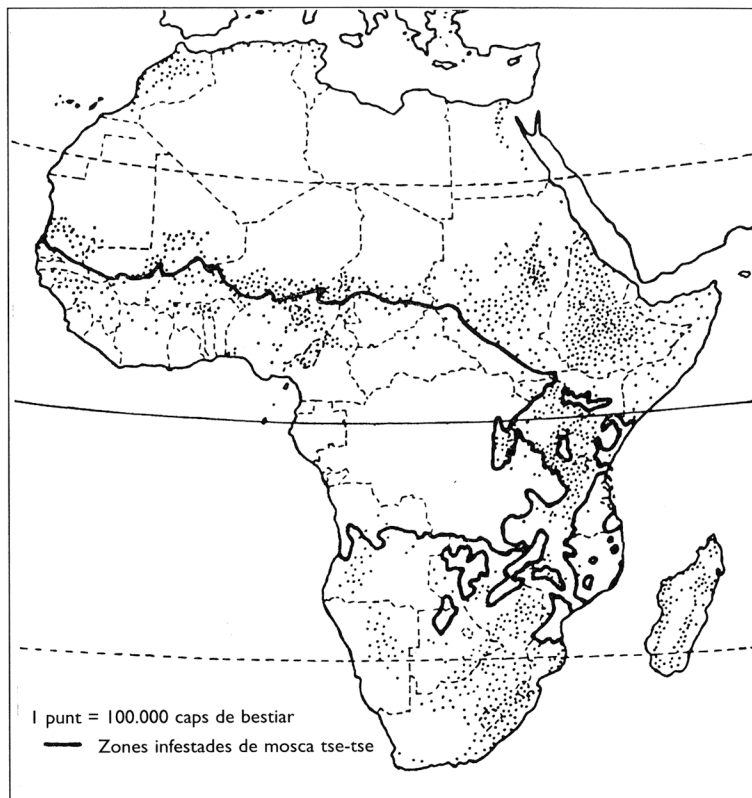 1 punt = 100.000 caps de bestiar
Zones infestades de mosca tse-tse